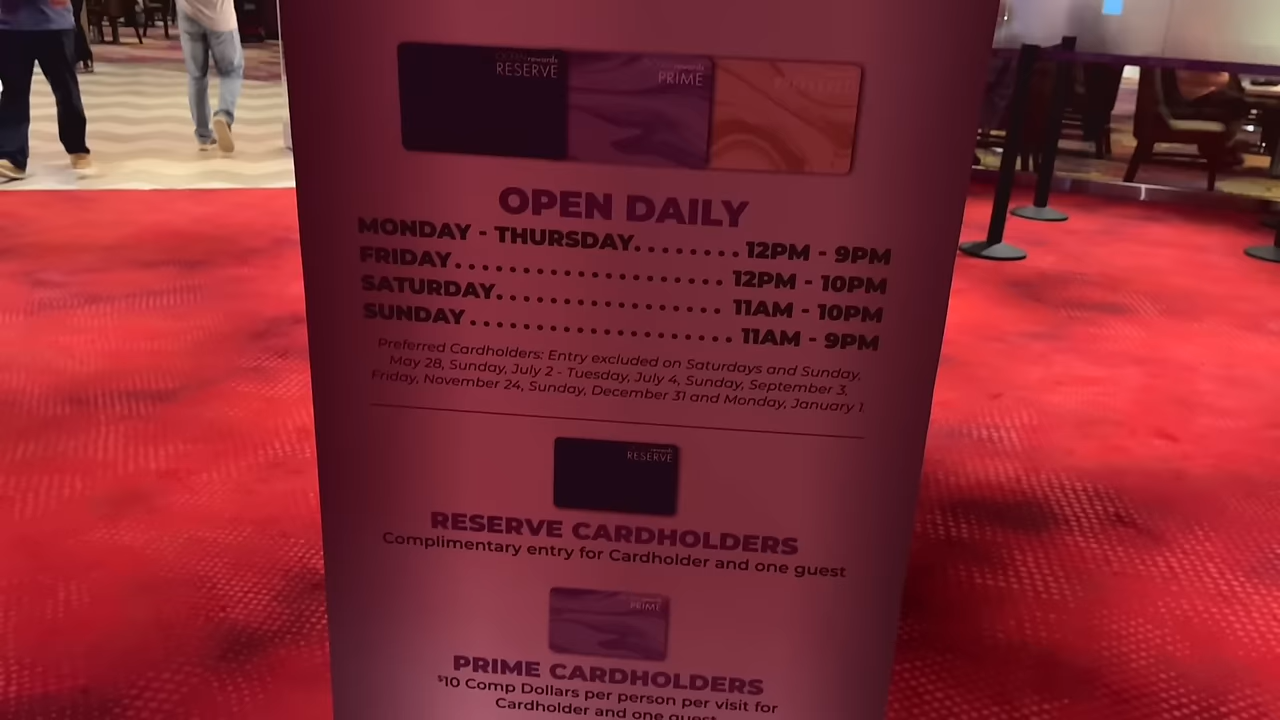 rewards
RESERVE
rewards
PRIME
OPEN DAILY
MONDAY - THURSDAY........12PM - 9PM
FRIDAY....................12PM - 10PM
SATURDAY.................11AM - 10PM
SUNDAY....................11AM - 9PM
Preferred Cardholders: Entry excluded on Saturdays and Sunday,
May 28, Sunday, July 2 - Tuesday, July 4, Sunday, September 3,
Friday, November 24, Sunday, December 31 and Monday, January 1.
rewards
RESERVE
RESERVE CARDHOLDERS
Complimentary entry for Cardholder and one guest
PRIME
PRIME CARDHOLDERS
$10 Comp Dollars per person per visit for
Cardholder and one guest